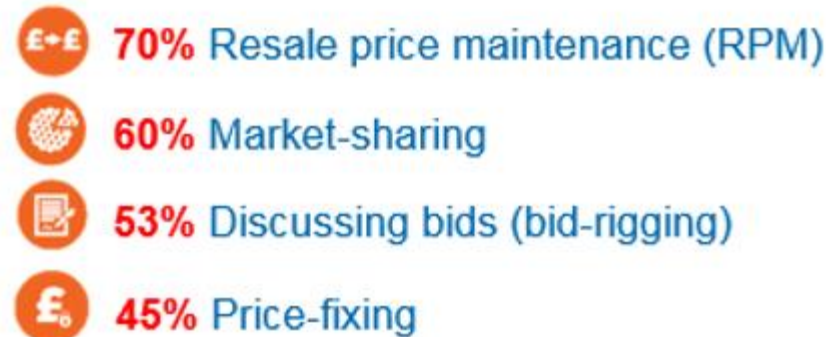 £→£ 70% Resale price maintenance (RPM)
60% Market-sharing
53% Discussing bids (bid-rigging)
£ 45% Price-fixing